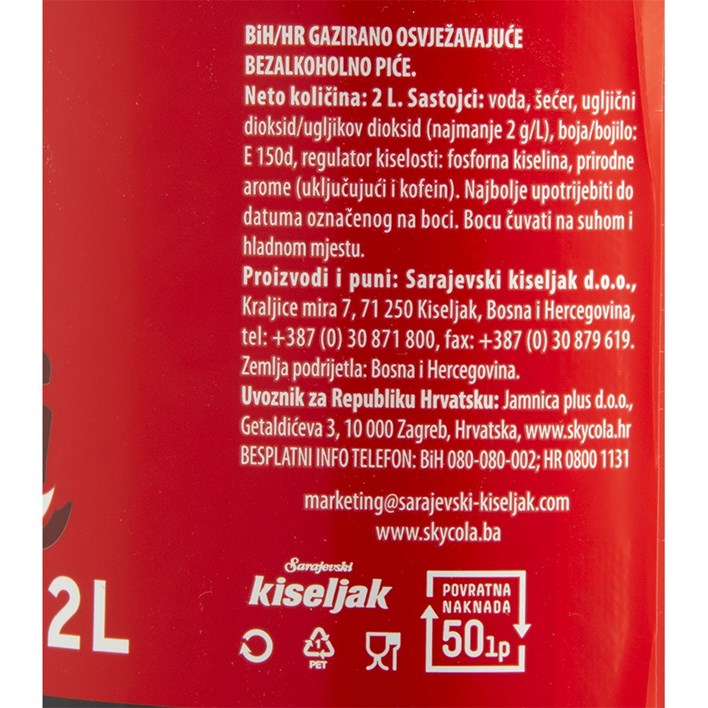 BiH/HR GAZIRANO OSVJEŽAVAJUĆE
BEZALKOHOLNO PIĆE.
Neto količina: 2 L. Sastojci: voda, šećer, ugljični
dioksid/ugljikov dioksid (najmanje 2 g/L), boja/bojilo:
E 150d, regulator kiselosti: fosforna kiselina, prirodne
arome (uključujući i kofein). Najbolje upotrijebiti do
datuma označenog na boci. Bocu čuvati na suhom i
hladnom mjestu.
Proizvodi i puni: Sarajevski kiseljak d.o.o.,
Kraljice mira 7, 71 250 Kiseljak, Bosna i Hercegovina,
tel: +387 (0) 30 871 800, fax: +387 (0) 30 879 619.
Zemlja podrijetla: Bosna i Hercegovina.
Uvoznik za Republiku Hrvatsku: Jamnica plus d.o.o.,
Getaldićeva 3, 10 000 Zagreb, Hrvatska, www.skycola.hr
BESPLATNI INFO TELEFON: BiH 080-080-002; HR 0800 1131
marketing@sarajevski-kiseljak.com
www.skycola.ba
Sarajevski
kiseljak
2L
1
PET
POVRATNA
NAKNADA
50lp